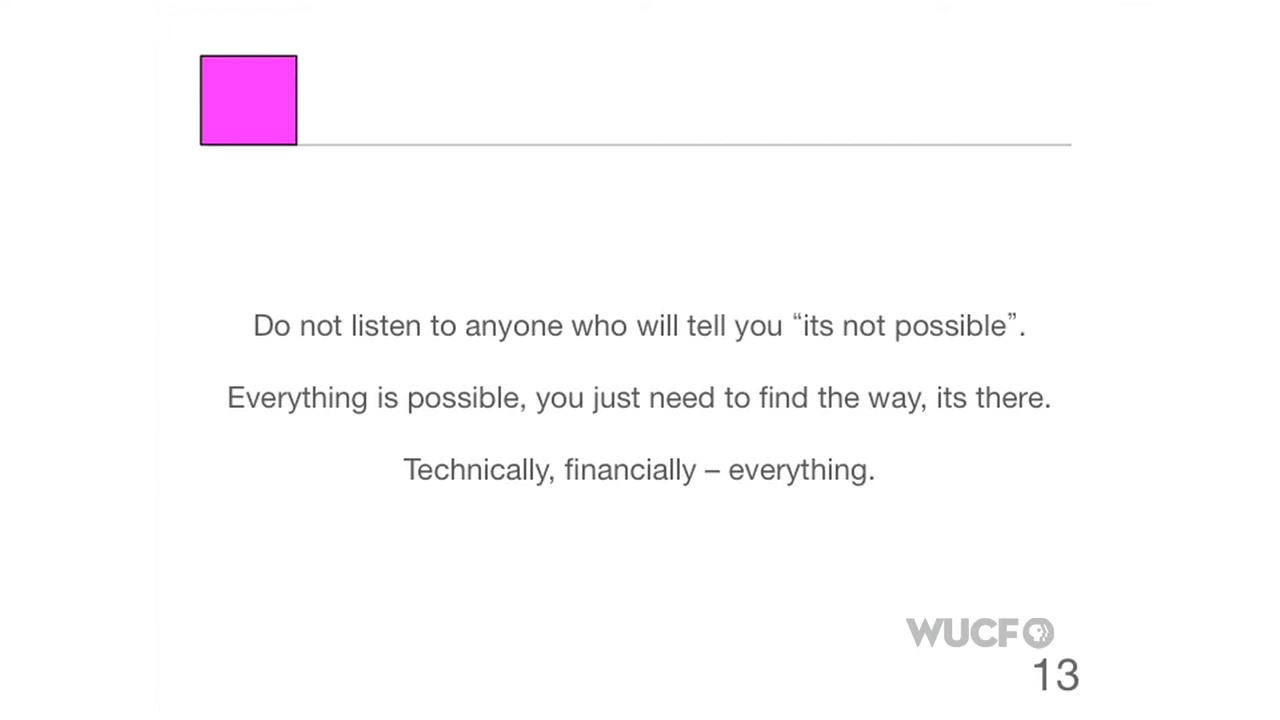 Do not listen to anyone who will tell you “its not possible”.
Everything is possible, you just need to find the way, its there.
Technically, financially – everything.
WUCF
13